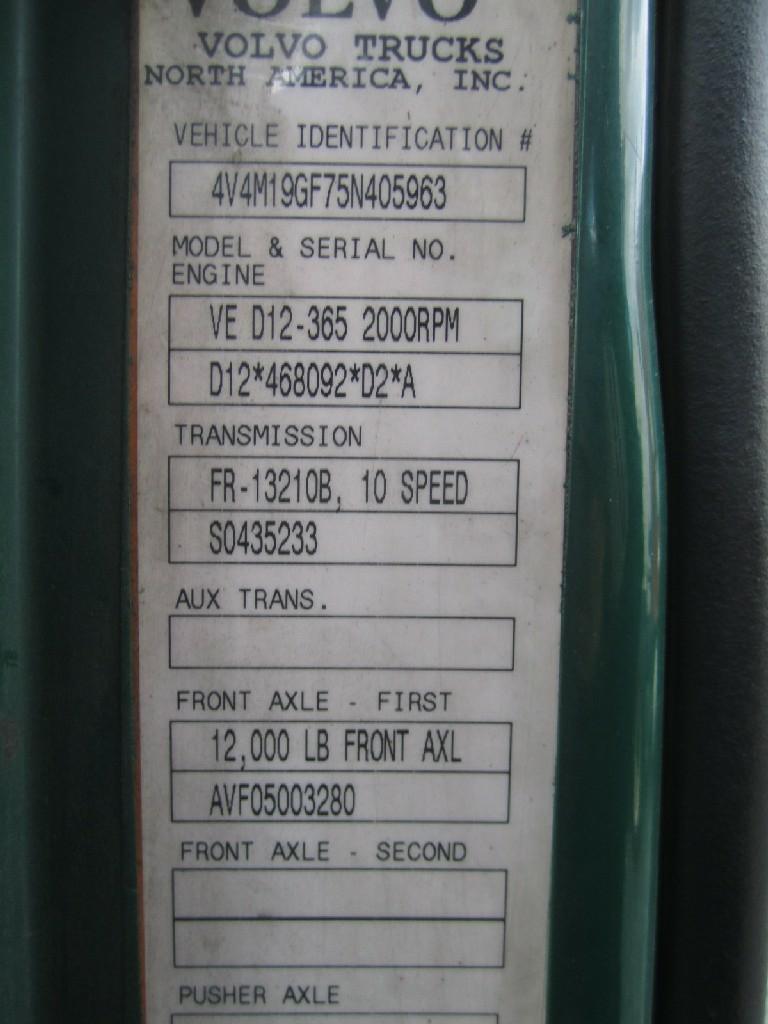 VOLVO
VOLVO TRUCKS
NORTH AMERICA, INC.
VEHICLE IDENTIFICATION #
4V4M19GF75N405963
MODEL & SERIAL NO.
ENGINE
VE D12-365 2000RPM
D12*468092*D2*A
TRANSMISSION
FR-13210B, 10 SPEED
S0435233
AUX TRANS.
FRONT AXLE - FIRST
12,000 LB FRONT AXL
AVF05003280
FRONT AXLE - SECOND
PUSHER AXLE